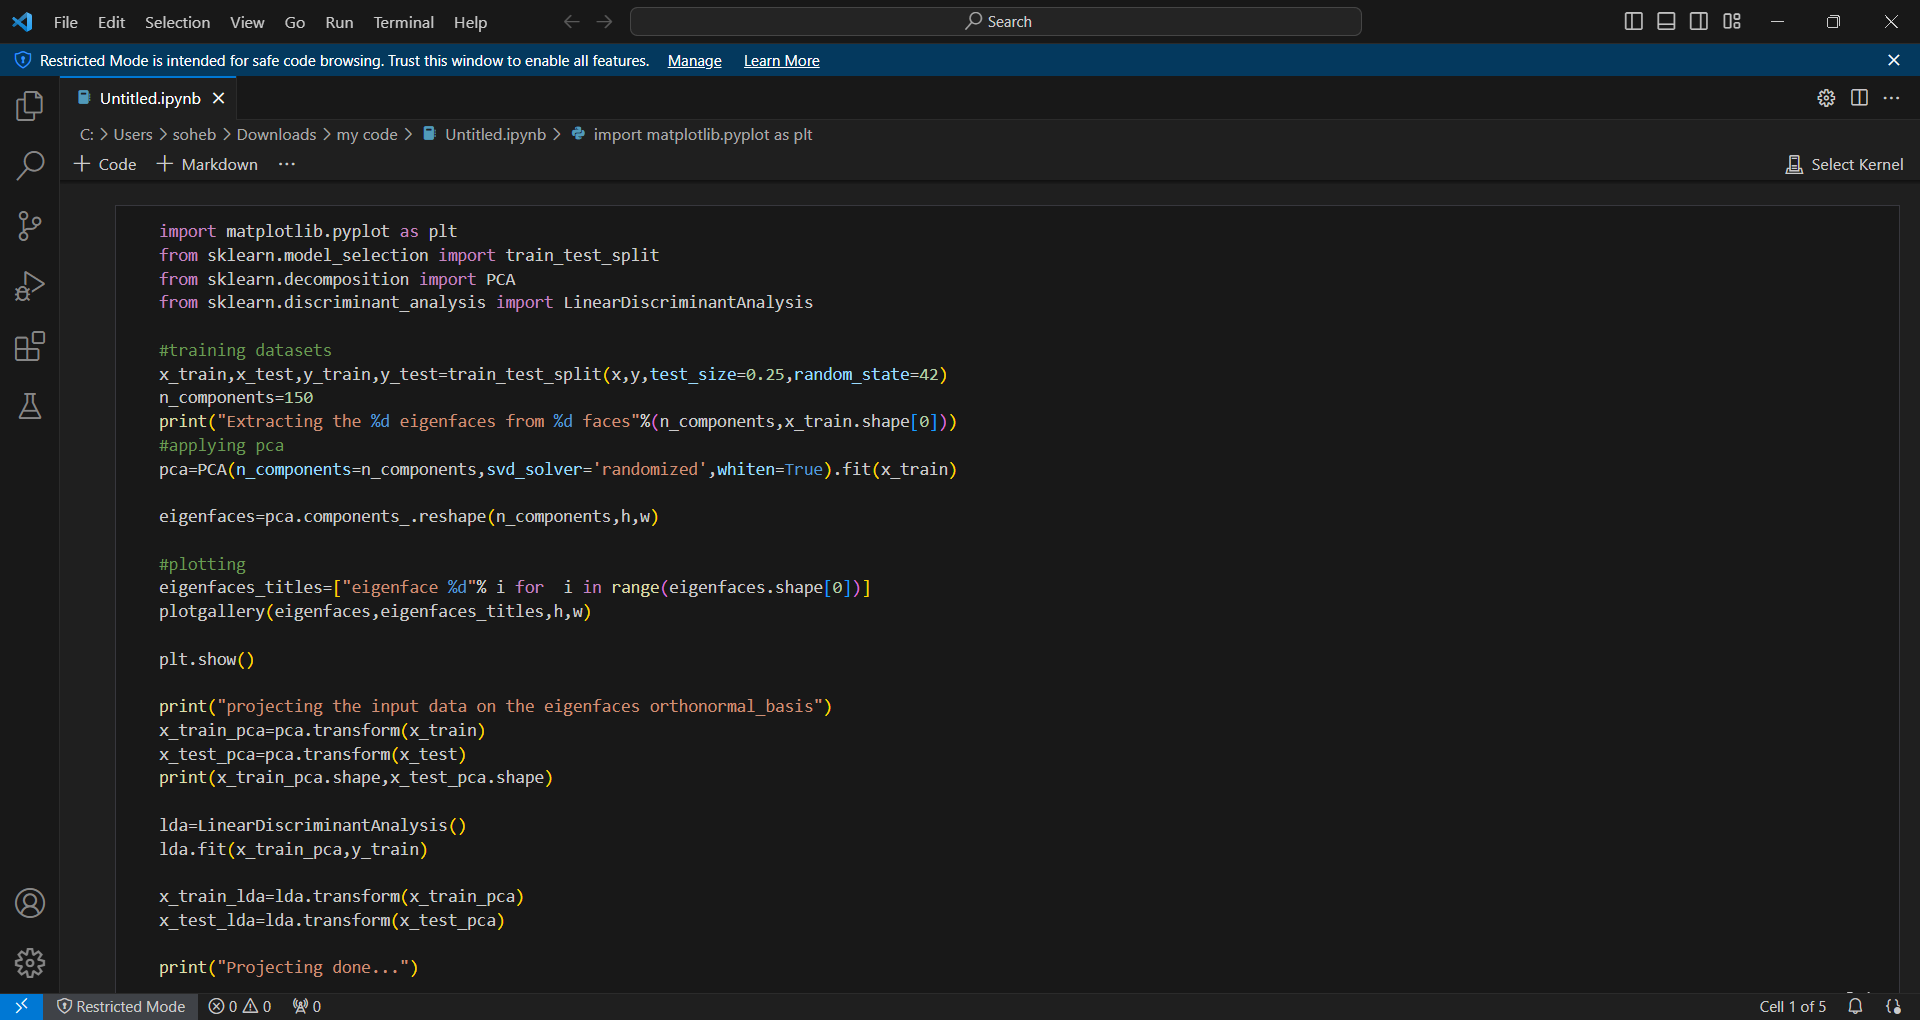 File Edit Selection View Go Run Terminal Help Search
Restricted Mode is intended for safe code browsing. Trust this window to enable all features. Manage Learn More
Untitled.ipynb
C: > Users > soheb > Downloads > my code > Untitled.ipynb > import matplotlib.pyplot as plt
+ Code + Markdown ... Select Kernel
import matplotlib.pyplot as plt
from sklearn.model_selection import train_test_split
from sklearn.decomposition import PCA
from sklearn.discriminant_analysis import LinearDiscriminantAnalysis
#training datasets
x_train,x_test,y_train,y_test=train_test_split(x,y,test_size=0.25,random_state=42)
n_components=150
print("Extracting the %d eigenfaces from %d faces"%(n_components,x_train.shape[0]))
#applying pca
pca=PCA(n_components=n_components,svd_solver='randomized',whiten=True).fit(x_train)
eigenfaces=pca.components_.reshape(n_components,h,w)
#plotting
eigenfaces_titles=["eigenface %d"% i for  i in range(eigenfaces.shape[0])]
plotgallery(eigenfaces,eigenfaces_titles,h,w)
plt.show()
print("projecting the input data on the eigenfaces orthonormal_basis")
x_train_pca=pca.transform(x_train)
x_test_pca=pca.transform(x_test)
print(x_train_pca.shape,x_test_pca.shape)
lda=LinearDiscriminantAnalysis()
lda.fit(x_train_pca,y_train)
x_train_lda=lda.transform(x_train_pca)
x_test_lda=lda.transform(x_test_pca)
print("Projecting done...")
Restricted Mode 0 0 0 Cell 1 of 5